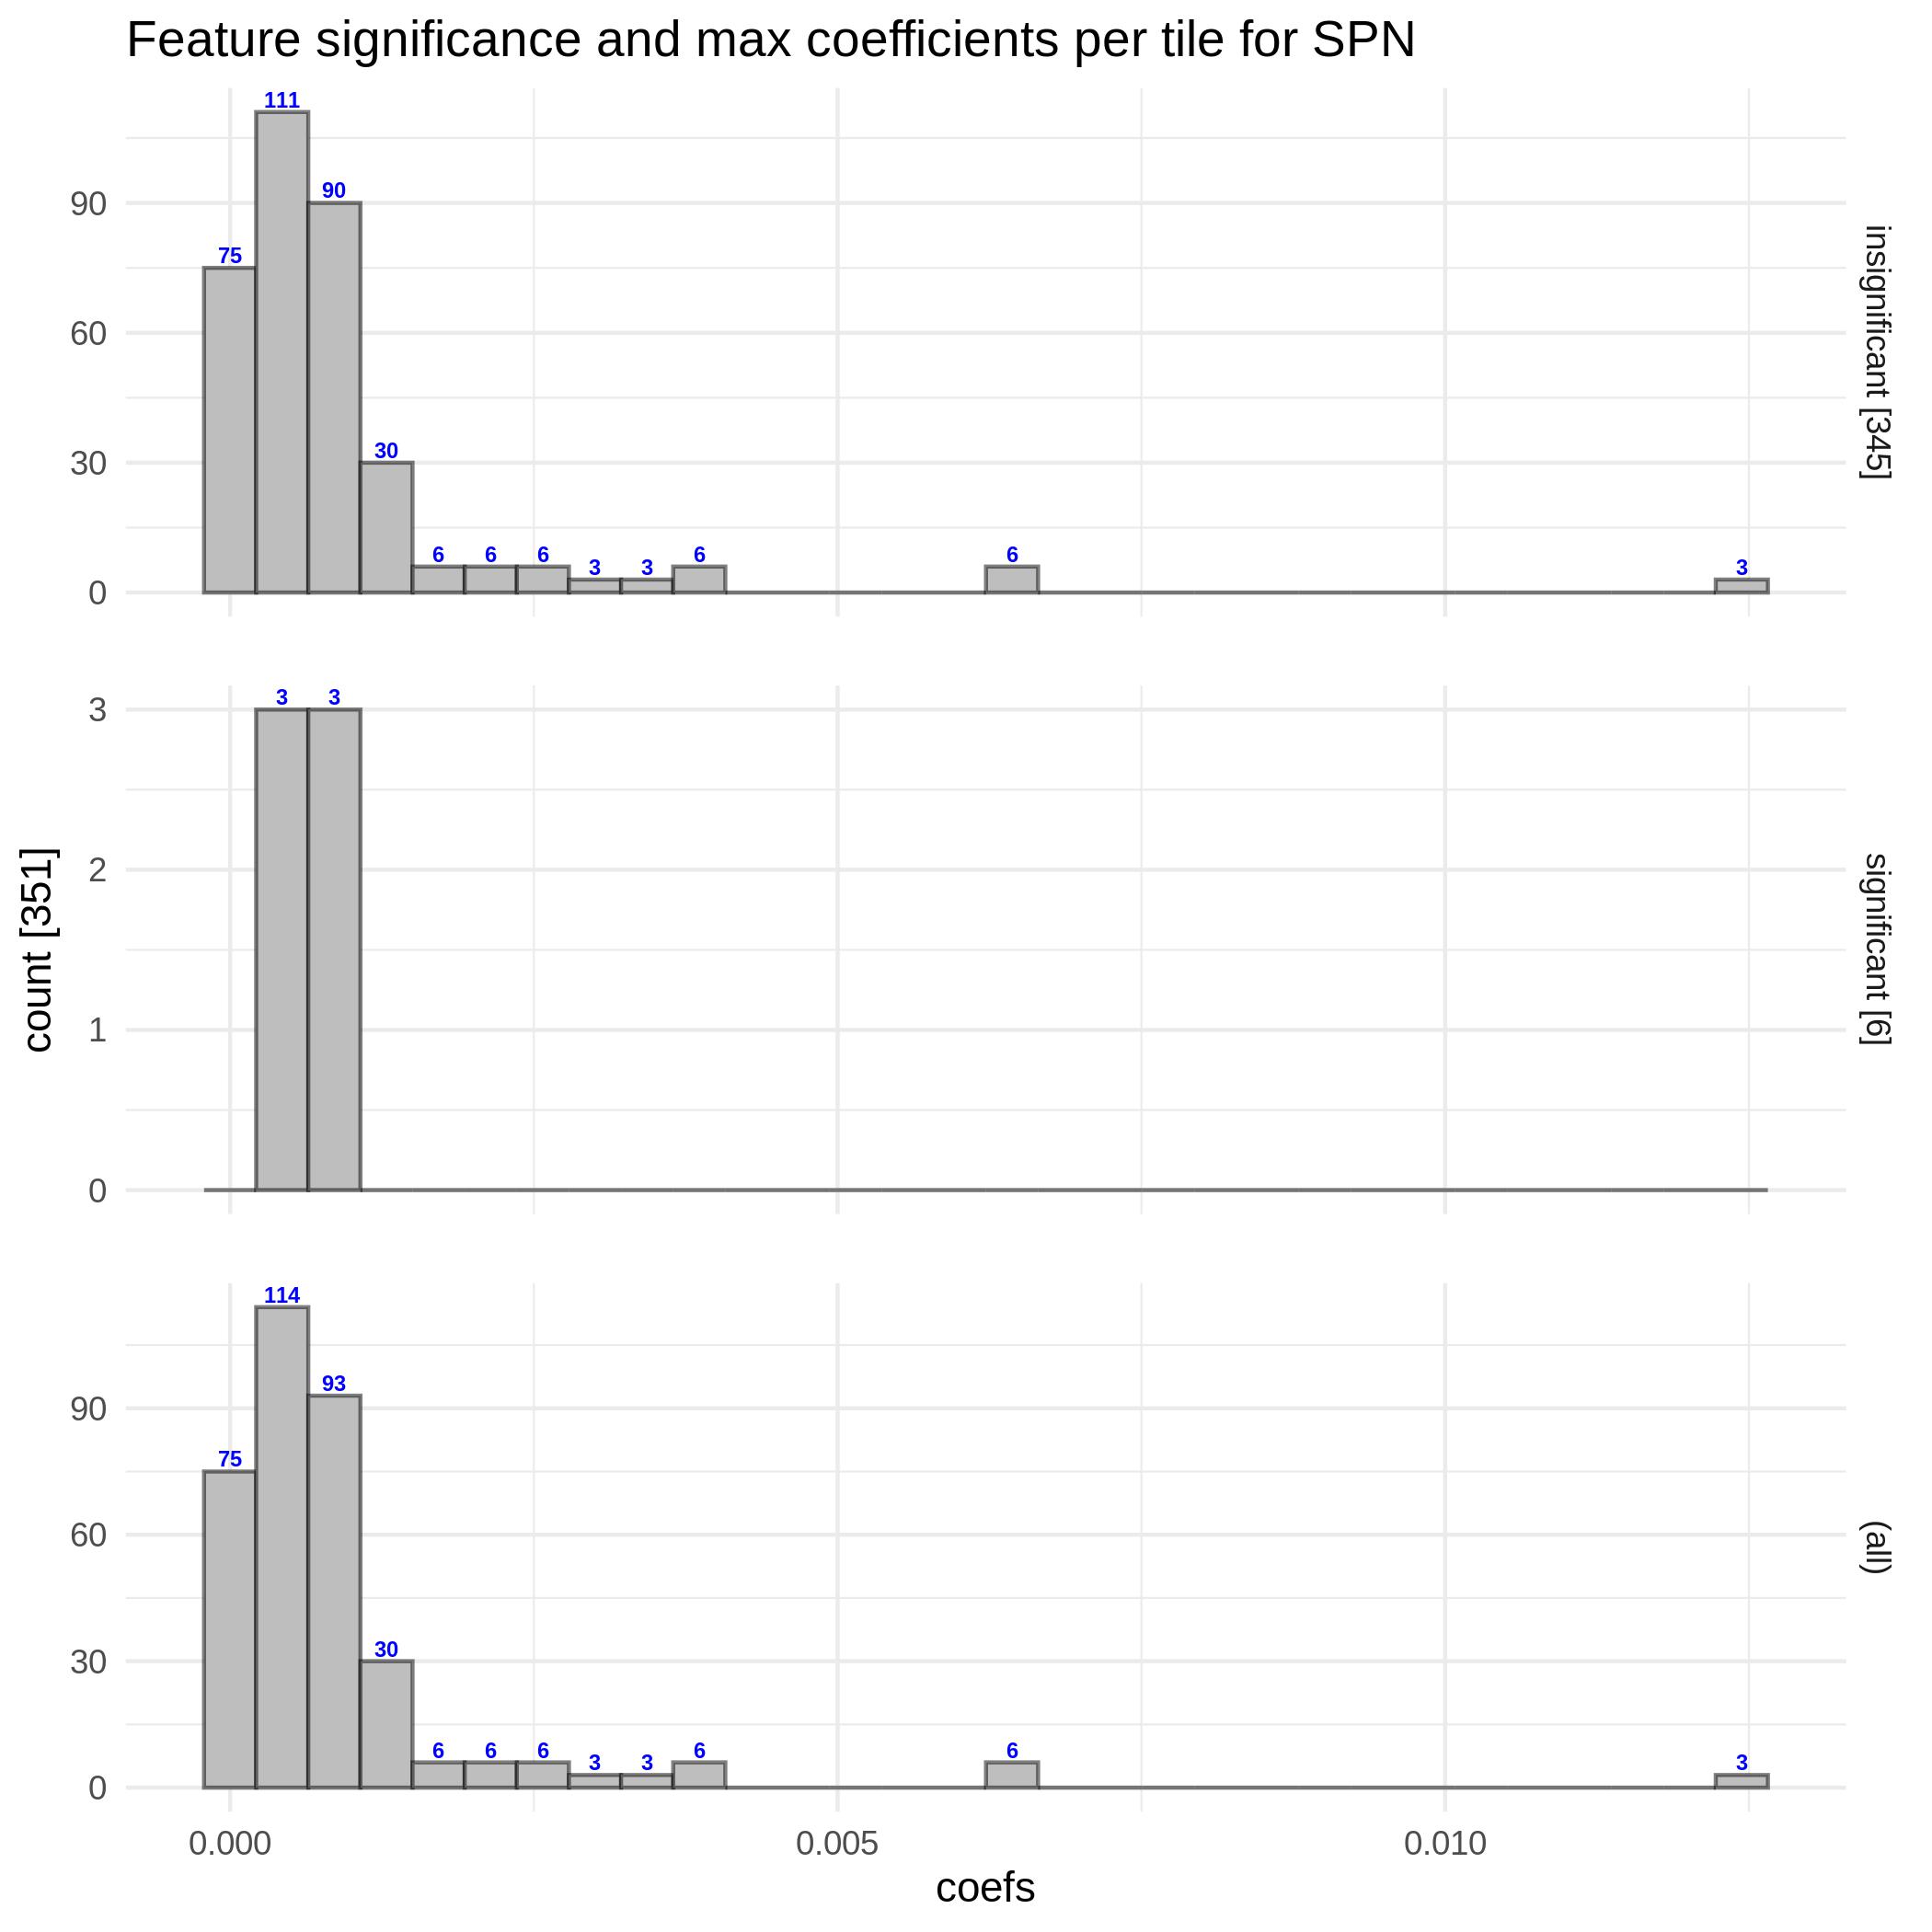 Feature significance and max coefficients per tile for SPN
111
90
90
75
60
30
30
6 6 6 3 3 6 6 3
0
insignificant [345]
3 3
3
2
1
0
significant [6]
count [351]
114
93
90
75
60
30
30
6 6 6 3 3 6 6 3
0
(all)
0.000 0.005 0.010
coefs